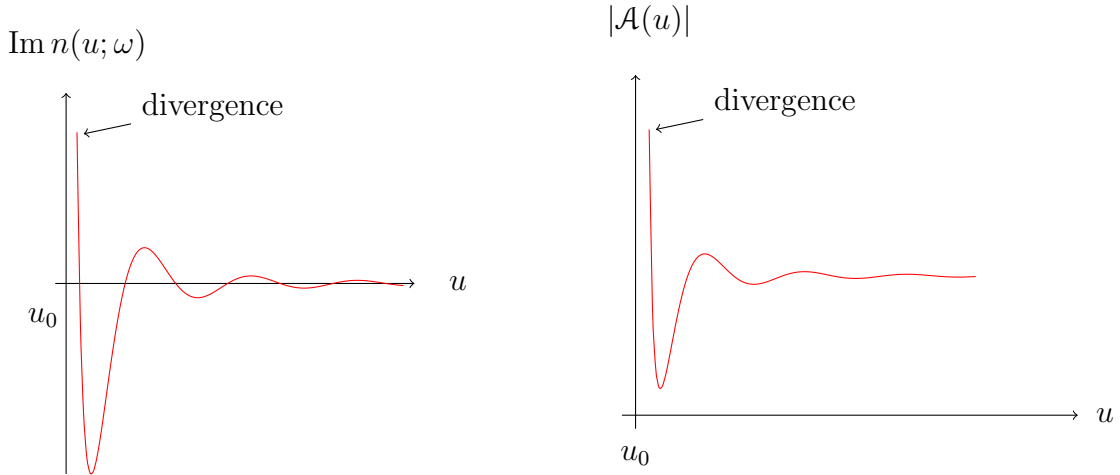 Im n(u; ω)
divergence
u
u₀
|𝒜(u)|
divergence
u
u₀